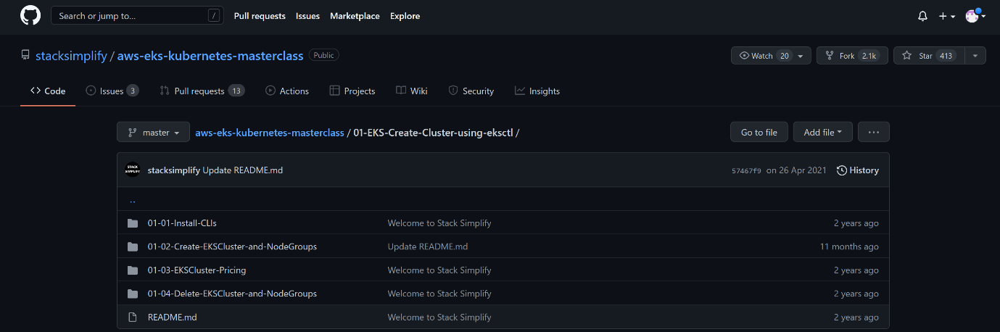 Search or jump to... / Pull requests Issues Marketplace Explore
stacksimplify / aws-eks-kubernetes-masterclass Public Watch 20 Fork 2.1k Star 413
Code Issues 3 Pull requests 13 Actions Projects Wiki Security Insights
master aws-eks-kubernetes-masterclass / 01-EKS-Create-Cluster-using-eksctl / Go to file Add file ...
STACK SIMPLIFY stacksimplify Update README.md 57467f9 on 26 Apr 2021 History
..
01-01-Install-CLIs Welcome to Stack Simplify 2 years ago
01-02-Create-EKSCluster-and-NodeGroups Update README.md 11 months ago
01-03-EKSCluster-Pricing Welcome to Stack Simplify 2 years ago
01-04-Delete-EKSCluster-and-NodeGroups Welcome to Stack Simplify 2 years ago
README.md Welcome to Stack Simplify 2 years ago